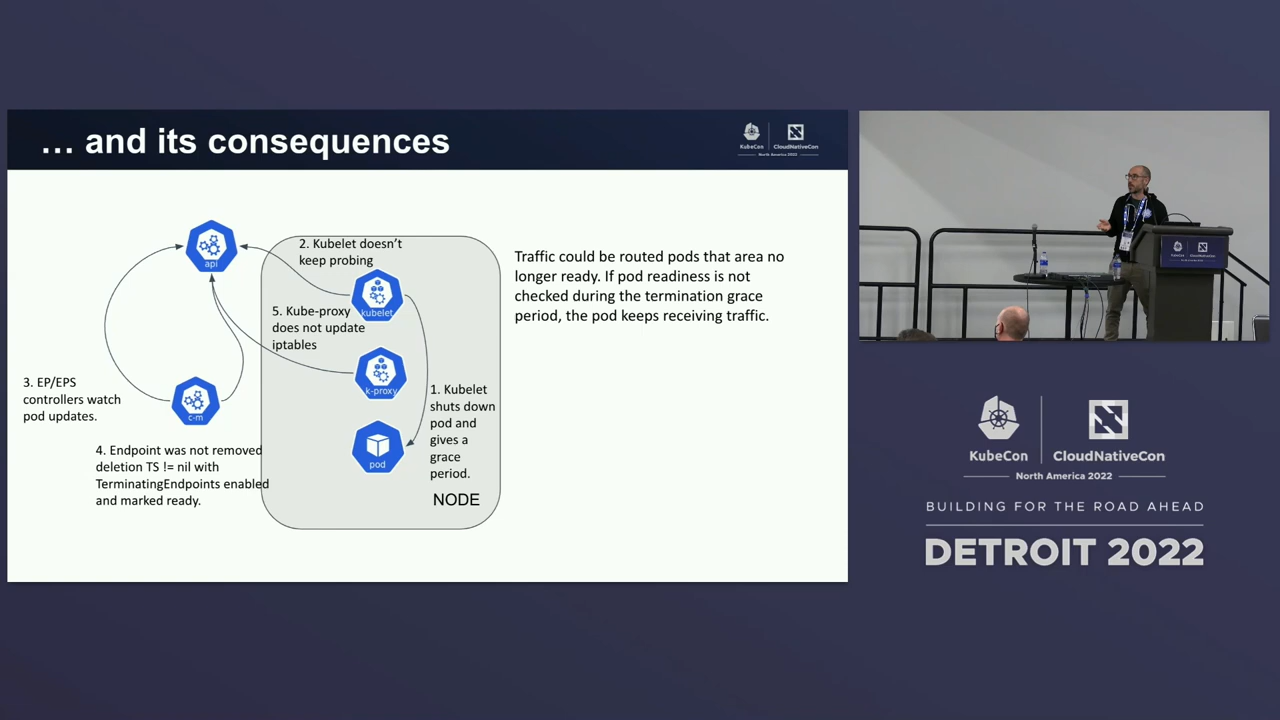 … and its consequences
KubeCon
CloudNativeCon
North America 2022
2. Kubelet doesn't
keep probing
api
kubelet
5. Kube-proxy
does not update
iptables
k-proxy
3. EP/EPS
controllers watch
pod updates.
c-m
1. Kubelet
shuts down
pod and
gives a
grace
period.
pod
4. Endpoint was not removed
deletion TS != nil with
TerminatingEndpoints enabled
and marked ready.
NODE
Traffic could be routed pods that area no
longer ready. If pod readiness is not
checked during the termination grace
period, the pod keeps receiving traffic.
KubeCon
CloudNativeCon
North America 2022
BUILDING FOR THE ROAD AHEAD
DETROIT 2022